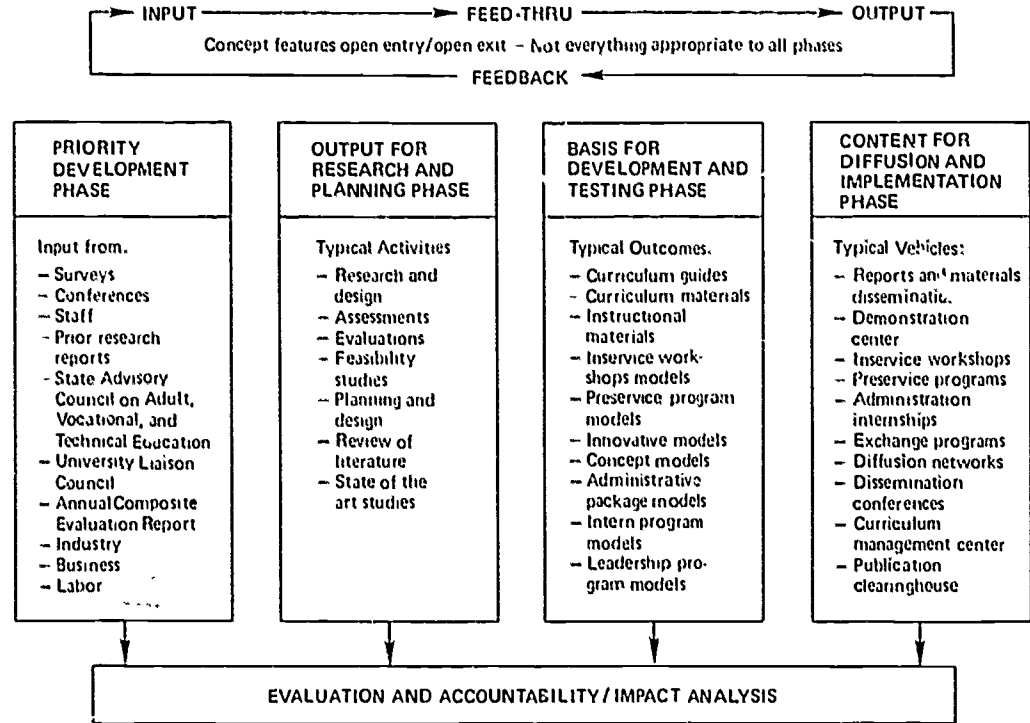 INPUT FEED-THRU OUTPUT
Concept features open entry/open exit – Not everything appropriate to all phases
FEEDBACK
PRIORITY
DEVELOPMENT
PHASE
Input from.
– Surveys
– Conferences
– Staff
– Prior research
reports
- State Advisory
Council on Adult,
Vocational, and
Technical Education
– University Liaison
Council
– Annual Composite
Evaluation Report
– Industry
– Business
– Labor
OUTPUT FOR
RESEARCH AND
PLANNING PHASE
Typical Activities
– Research and
design
– Assessments
– Evaluations
– Feasibility
studies
– Planning and
design
– Review of
literature
– State of the
art studies
BASIS FOR
DEVELOPMENT AND
TESTING PHASE
Typical Outcomes.
– Curriculum guides
– Curriculum materials
– Instructional
materials
– Inservice work-
shops models
– Preservice program
models
– Innovative models
– Concept models
– Administrative
package models
– Intern program
models
– Leadership pro-
gram models
CONTENT FOR
DIFFUSION AND
IMPLEMENTATION
PHASE
Typical Vehicles:
– Reports and materials
disseminatic.
– Demonstration
center
– Inservice workshops
– Preservice programs
– Administration
internships
– Exchange programs
– Diffusion networks
– Dissemination
conferences
– Curriculum
management center
– Publication
clearinghouse
EVALUATION AND ACCOUNTABILITY/IMPACT ANALYSIS